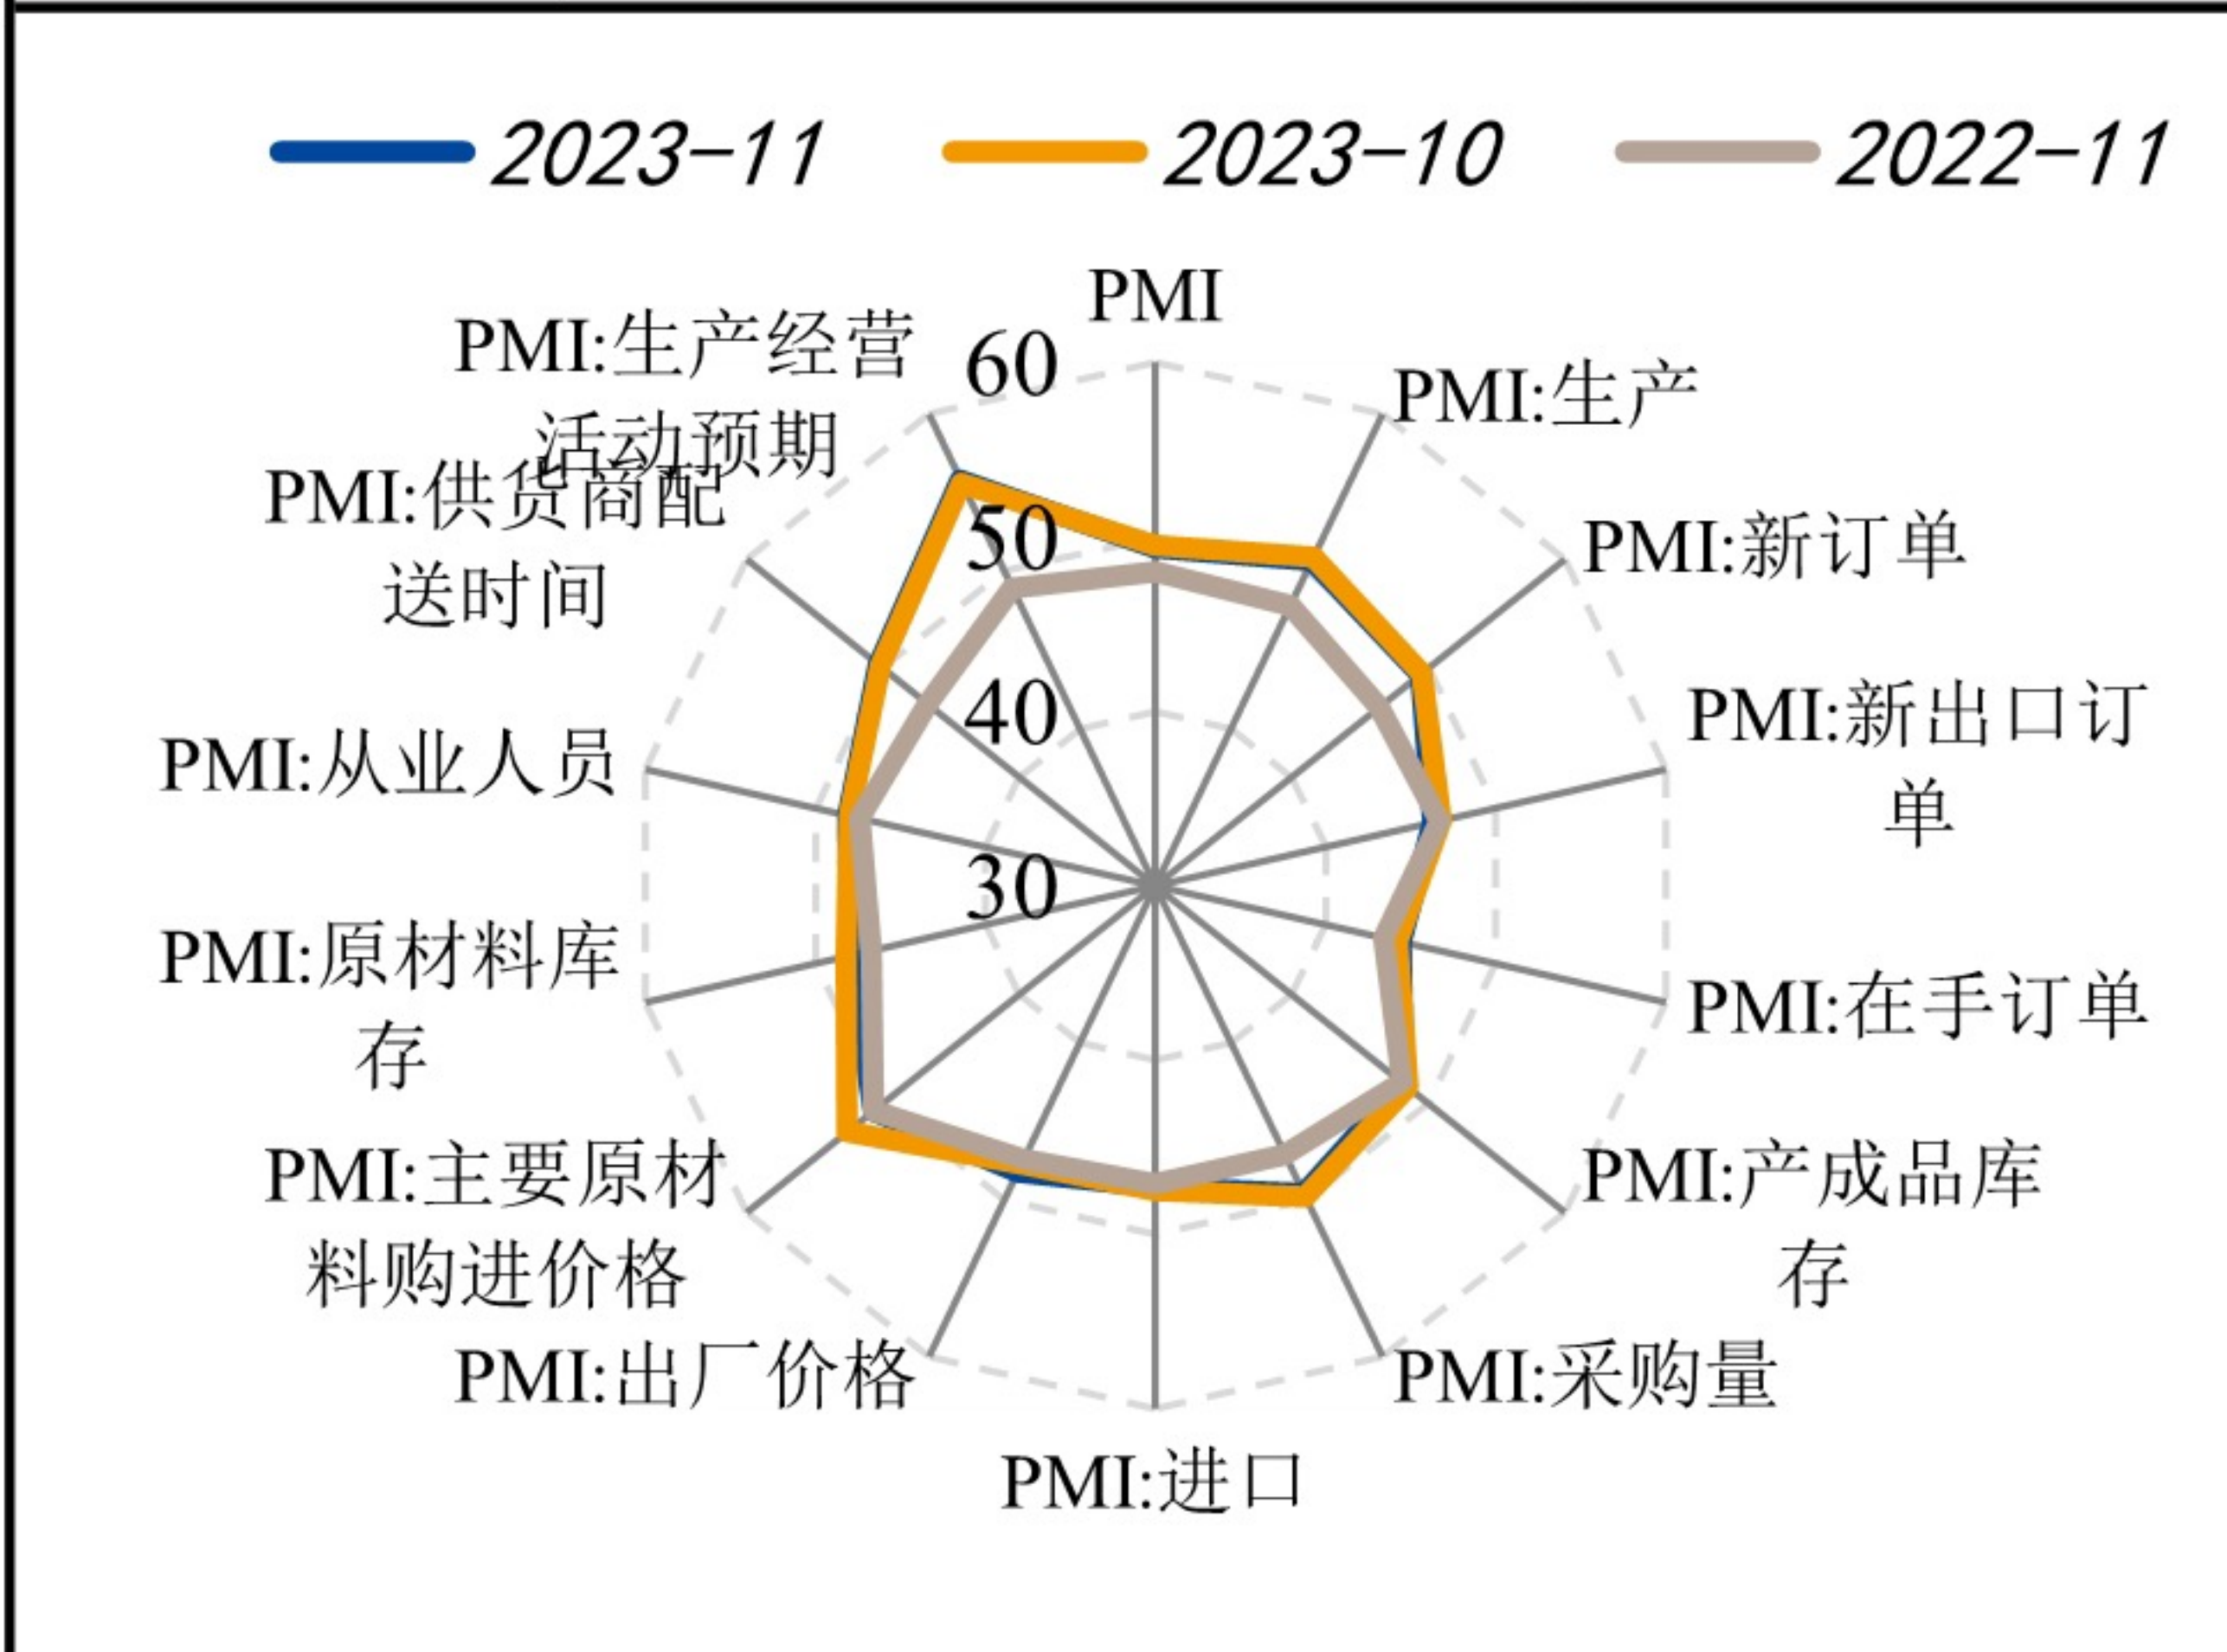 2023-11
2023-10
2022-11
PMI
PMI:生产经营
活动预期
60
PMI:生产
PMI:供货商配
送时间
50
PMI:新订单
PMI:新出口订
单
40
PMI:从业人员
30
PMI:原材料库
存
PMI:在手订单
PMI:主要原材
料购进价格
PMI:产成品库
存
PMI:出厂价格
PMI:采购量
PMI:进口